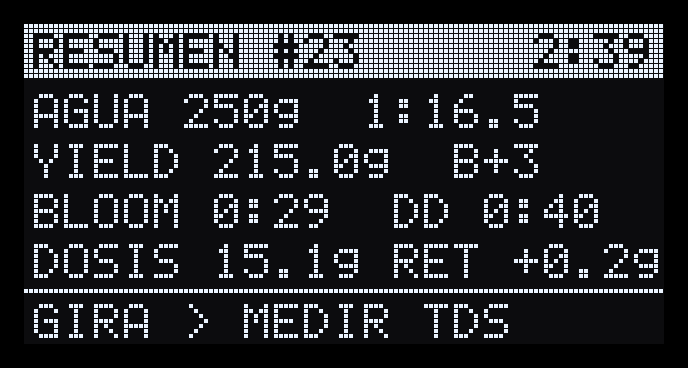 RESUMEN #23 2:39
AGUA 250g 1:16.5
YIELD 215.0g B+3
BLOOM 0:29 DD 0:40
DOSIS 15.1g RET +0.2g
GIRA > MEDIR TDS